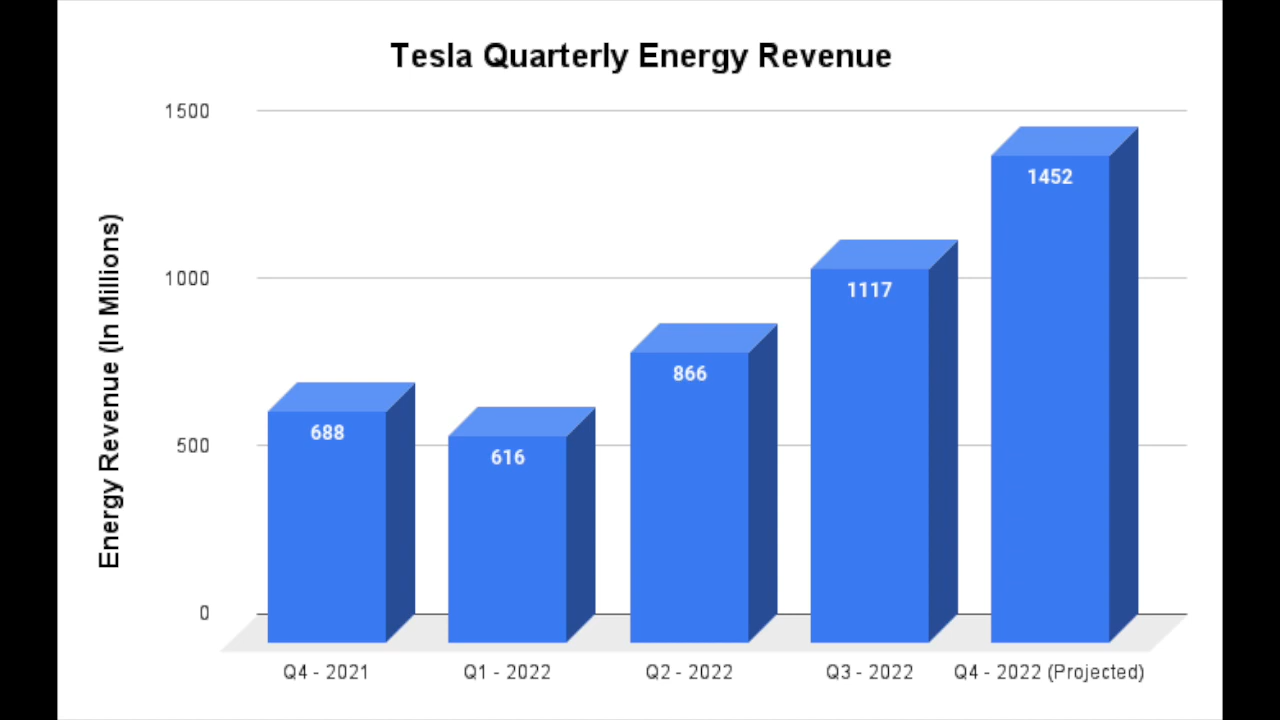 Tesla Quarterly Energy Revenue
Energy Revenue (In Millions)
1500
1000
500
0
688
616
866
1117
1452
Q4 - 2021
Q1 - 2022
Q2 - 2022
Q3 - 2022
Q4 - 2022 (Projected)